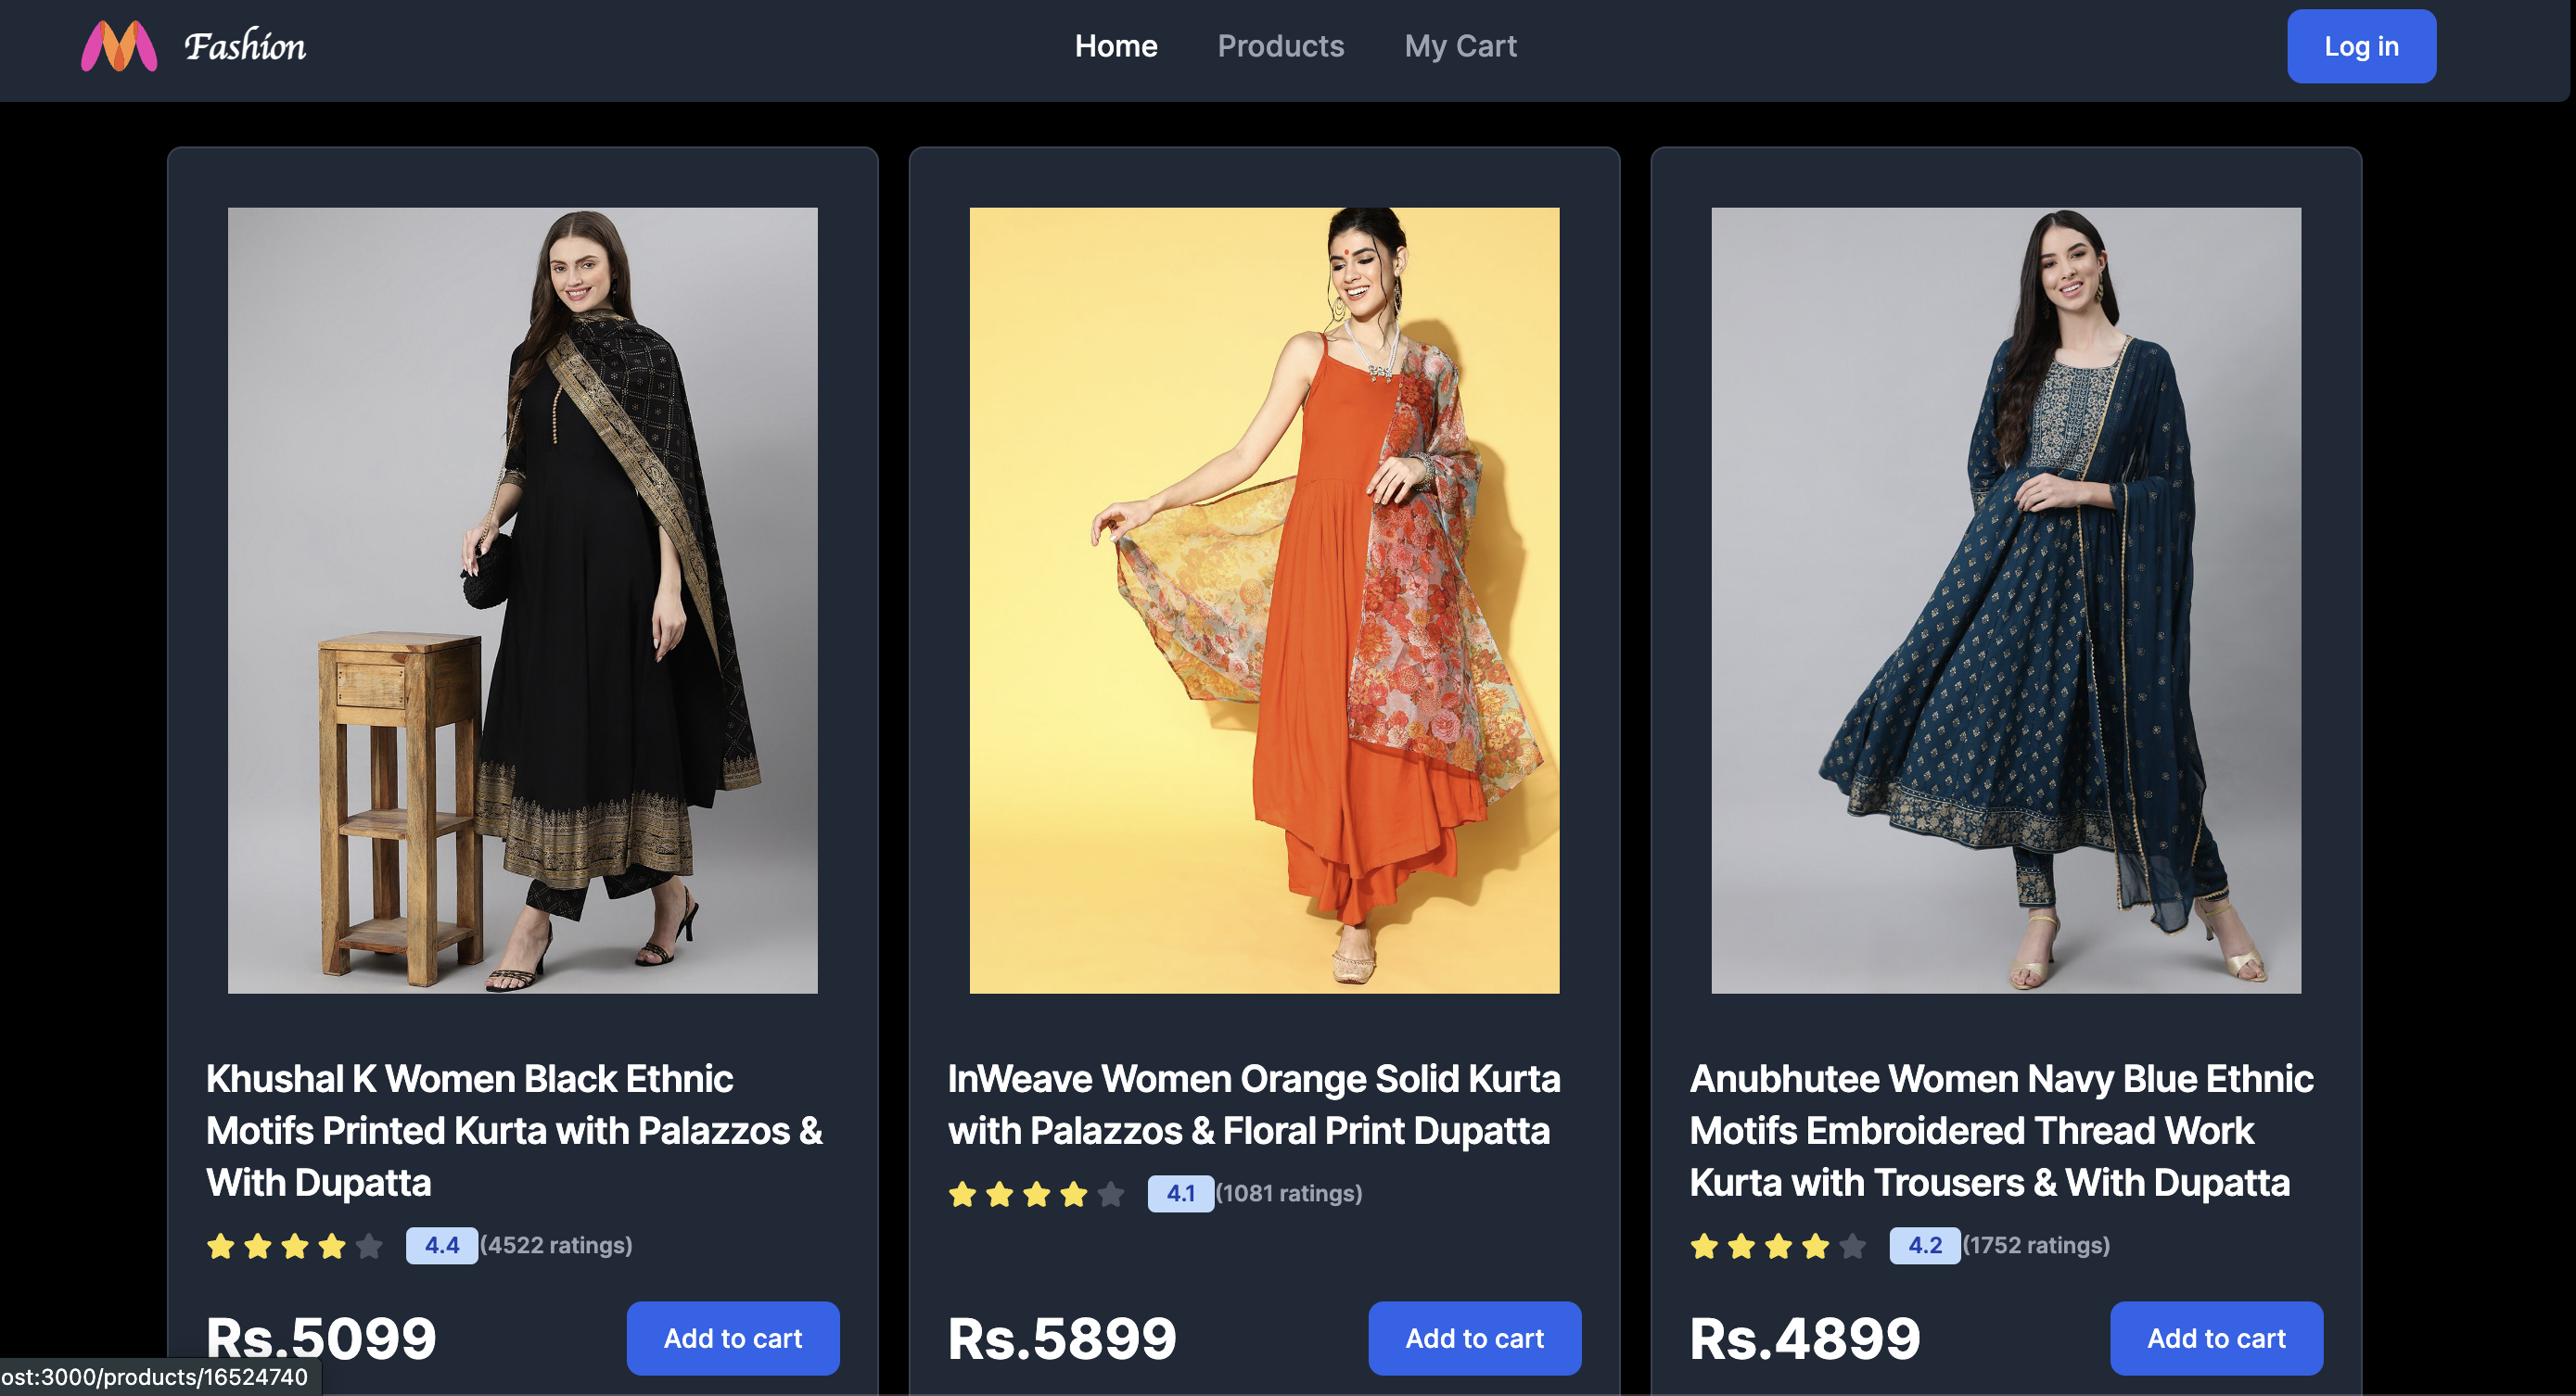 Fashion
Home
Products
My Cart
Log in
Khushal K Women Black Ethnic
Motifs Printed Kurta with Palazzos &
With Dupatta
4.4 (4522 ratings)
Rs.5099
Add to cart
InWeave Women Orange Solid Kurta
with Palazzos & Floral Print Dupatta
4.1 (1081 ratings)
Rs.5899
Add to cart
Anubhutee Women Navy Blue Ethnic
Motifs Embroidered Thread Work
Kurta with Trousers & With Dupatta
4.2 (1752 ratings)
Rs.4899
Add to cart
ost:3000/products/16524740